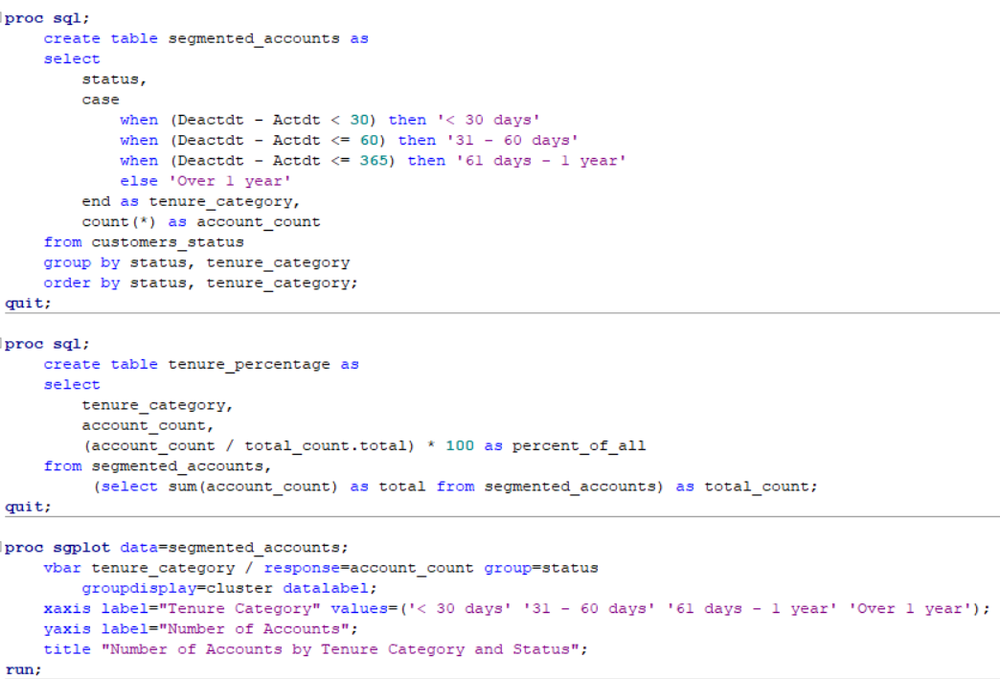 proc sql;
    create table segmented_accounts as
    select
        status,
        case
            when (Deactdt - Actdt < 30) then '< 30 days'
            when (Deactdt - Actdt <= 60) then '31 - 60 days'
            when (Deactdt - Actdt <= 365) then '61 days - 1 year'
            else 'Over 1 year'
        end as tenure_category,
        count(*) as account_count
    from customers_status
    group by status, tenure_category
    order by status, tenure_category;
quit;
proc sql;
    create table tenure_percentage as
    select
        tenure_category,
        account_count,
        (account_count / total_count.total) * 100 as percent_of_all
    from segmented_accounts,
         (select sum(account_count) as total from segmented_accounts) as total_count;
quit;
proc sgplot data=segmented_accounts;
    vbar tenure_category / response=account_count group=status
        groupdisplay=cluster datalabel;
    xaxis label="Tenure Category" values=('< 30 days' '31 - 60 days' '61 days - 1 year' 'Over 1 year');
    yaxis label="Number of Accounts";
    title "Number of Accounts by Tenure Category and Status";
run;